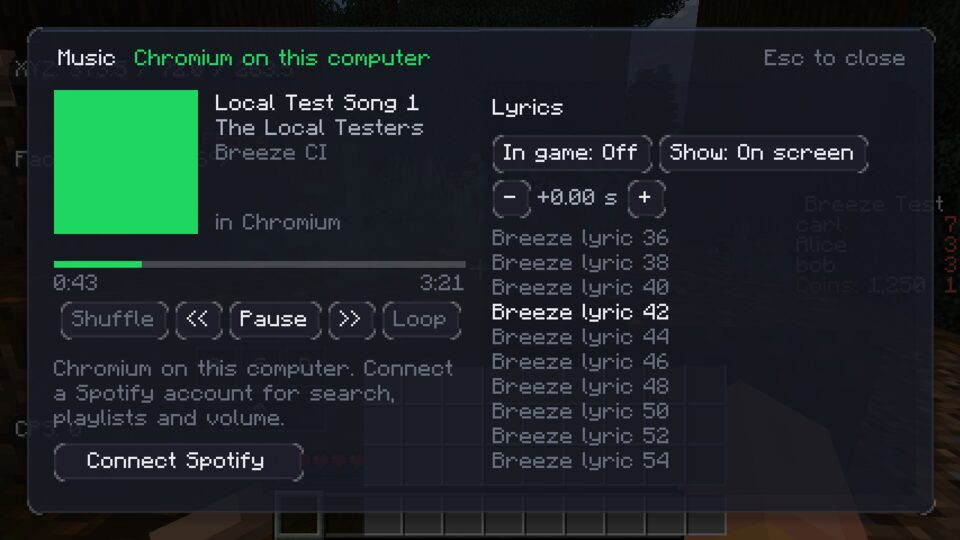 Music Chromium on this computer
Esc to close
Local Test Song 1
The Local Testers
Breeze CI
in Chromium
0:43
3:21
Shuffle
<<
Pause
>>
Loop
Chromium on this computer. Connect
a Spotify account for search,
playlists and volume.
Connect Spotify
Lyrics
In game: Off
Show: On screen
-
+0.00 s
+
Breeze lyric 36
Breeze lyric 38
Breeze lyric 40
Breeze lyric 42
Breeze lyric 44
Breeze lyric 46
Breeze lyric 48
Breeze lyric 50
Breeze lyric 52
Breeze lyric 54
Breeze Test
carl 7
Alice 3
bob 3
Coins: 1,250 1